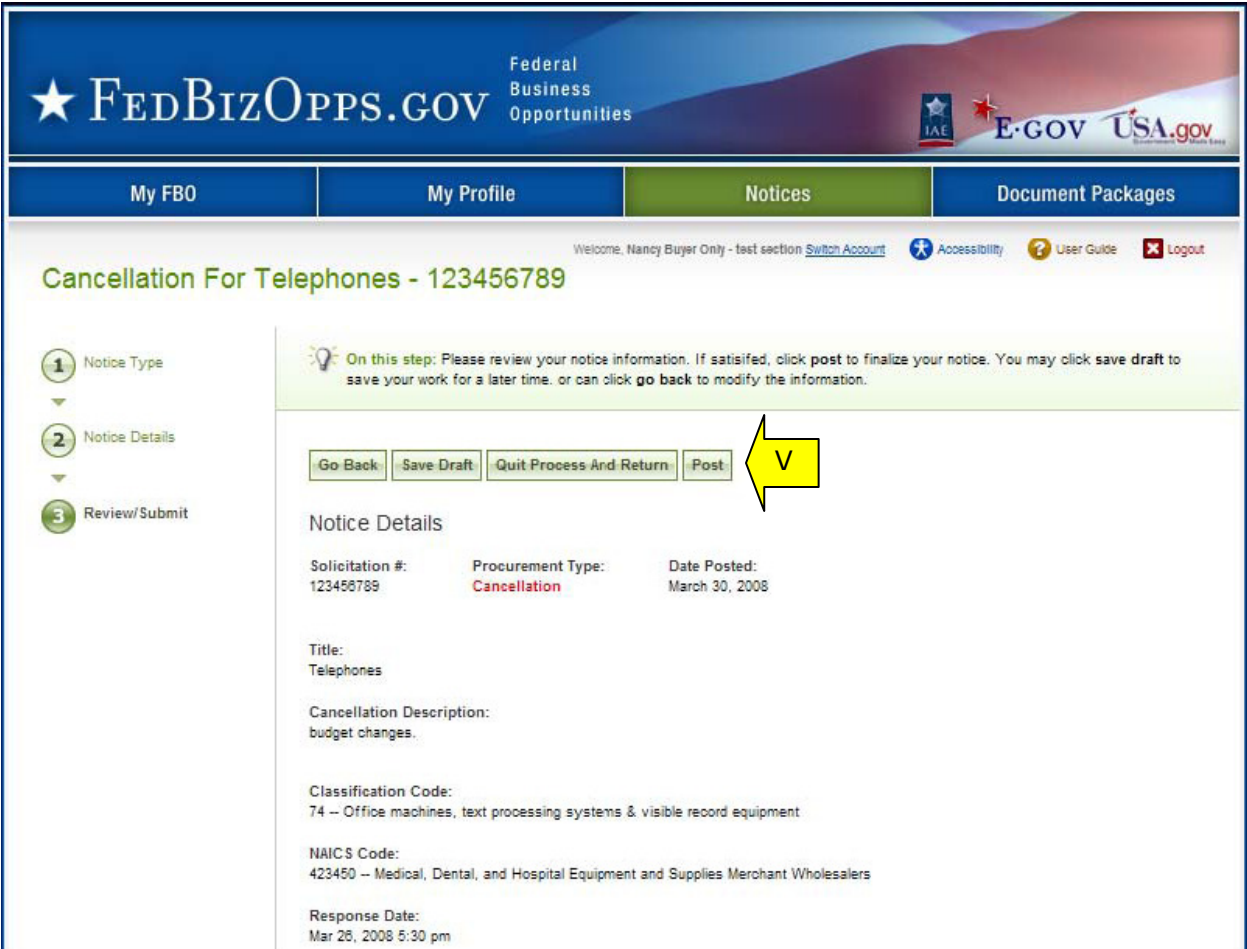 ★ FEDBIZOPPS.GOV
Federal
Business
Opportunities
IAE
E·GOV
USA.gov
Government Made Easy
My FBO
My Profile
Notices
Document Packages
Welcome, Nancy Buyer Only - test section Switch Account
Accessibility
? User Guide
X Logout
Cancellation For Telephones - 123456789
1 Notice Type
2 Notice Details
3 Review/Submit
On this step: Please review your notice information. If satisifed, click post to finalize your notice. You may click save draft to
save your work for a later time. or can click go back to modify the information.
Go Back
Save Draft
Quit Process And Return
Post
V
Notice Details
Solicitation #:
Procurement Type:
Date Posted:
123456789
Cancellation
March 30, 2008
Title:
Telephones
Cancellation Description:
budget changes.
Classification Code:
74 -- Office machines, text processing systems & visible record equipment
NAICS Code:
423450 -- Medical, Dental, and Hospital Equipment and Supplies Merchant Wholesalers
Response Date:
Mar 26, 2008 5:30 pm